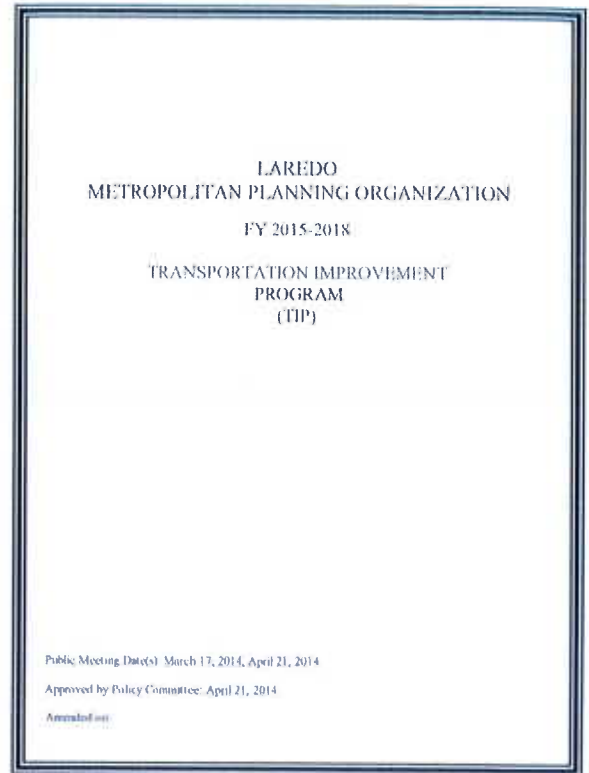 LAREDO
METROPOLITAN PLANNING ORGANIZATION
FY 2015-2018
TRANSPORTATION IMPROVEMENT
PROGRAM
(TIP)
Public Meeting Date(s): March 17, 2014, April 21, 2014
Approved by Policy Committee: April 21, 2014
Amended on: